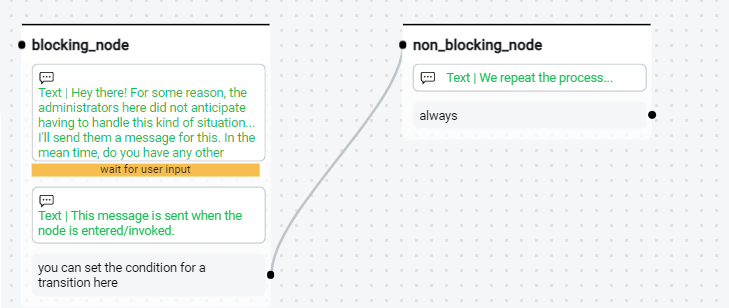 blocking_node
Text | Hey there! For some reason, the
administrators here did not anticipate
having to handle this kind of situation...
I'll send them a message for this. In the
mean time, do you have any other
wait for user input
Text | This message is sent when the
node is entered/invoked.
you can set the condition for a
transition here
non_blocking_node
Text | We repeat the process...
always